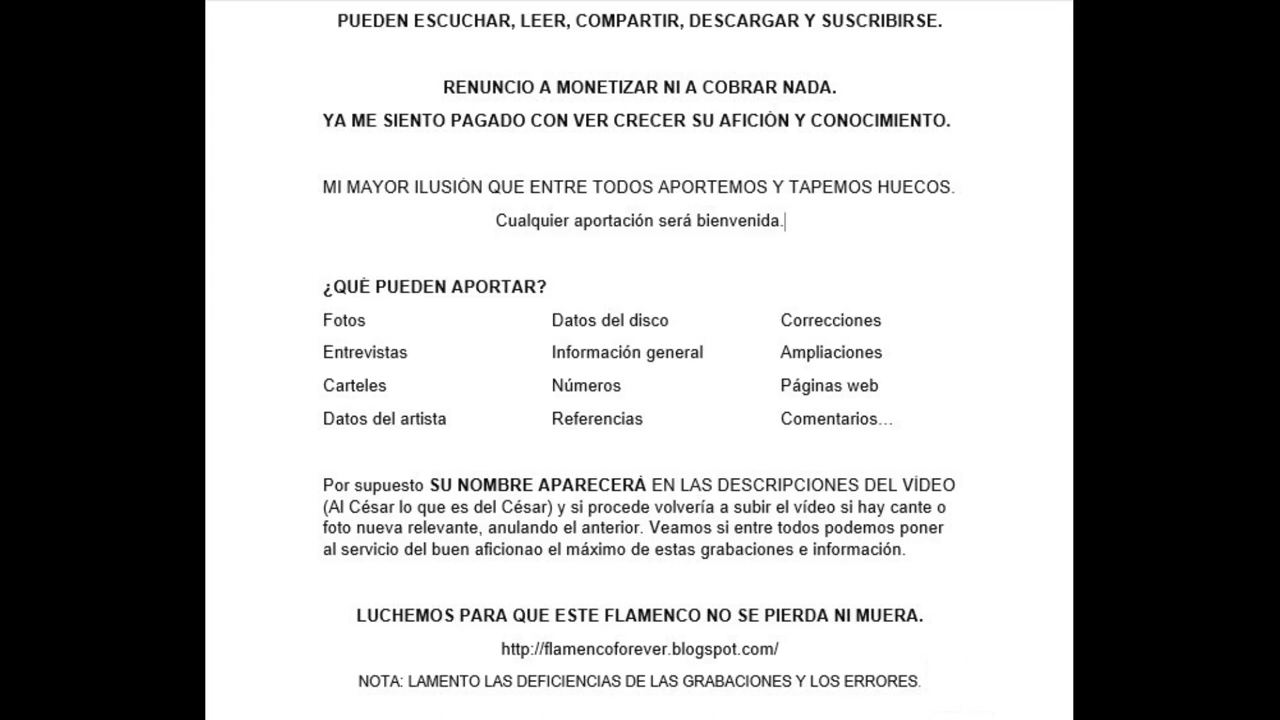 PUEDEN ESCUCHAR, LEER, COMPARTIR, DESCARGAR Y SUSCRIBIRSE.
RENUNCIO A MONETIZAR NI A COBRAR NADA.
YA ME SIENTO PAGADO CON VER CRECER SU AFICIÓN Y CONOCIMIENTO.
MI MAYOR ILUSIÓN QUE ENTRE TODOS APORTEMOS Y TAPEMOS HUECOS.
Cualquier aportación será bienvenida.
¿QUÉ PUEDEN APORTAR?
Fotos Datos del disco Correcciones
Entrevistas Información general Ampliaciones
Carteles Números Páginas web
Datos del artista Referencias Comentarios...
Por supuesto SU NOMBRE APARECERÁ EN LAS DESCRIPCIONES DEL VÍDEO
(Al César lo que es del César) y si procede volvería a subir el vídeo si hay cante o
foto nueva relevante, anulando el anterior. Veamos si entre todos podemos poner
al servicio del buen aficionao el máximo de estas grabaciones e información.
LUCHEMOS PARA QUE ESTE FLAMENCO NO SE PIERDA NI MUERA.
http://flamencoforever.blogspot.com/
NOTA: LAMENTO LAS DEFICIENCIAS DE LAS GRABACIONES Y LOS ERRORES.